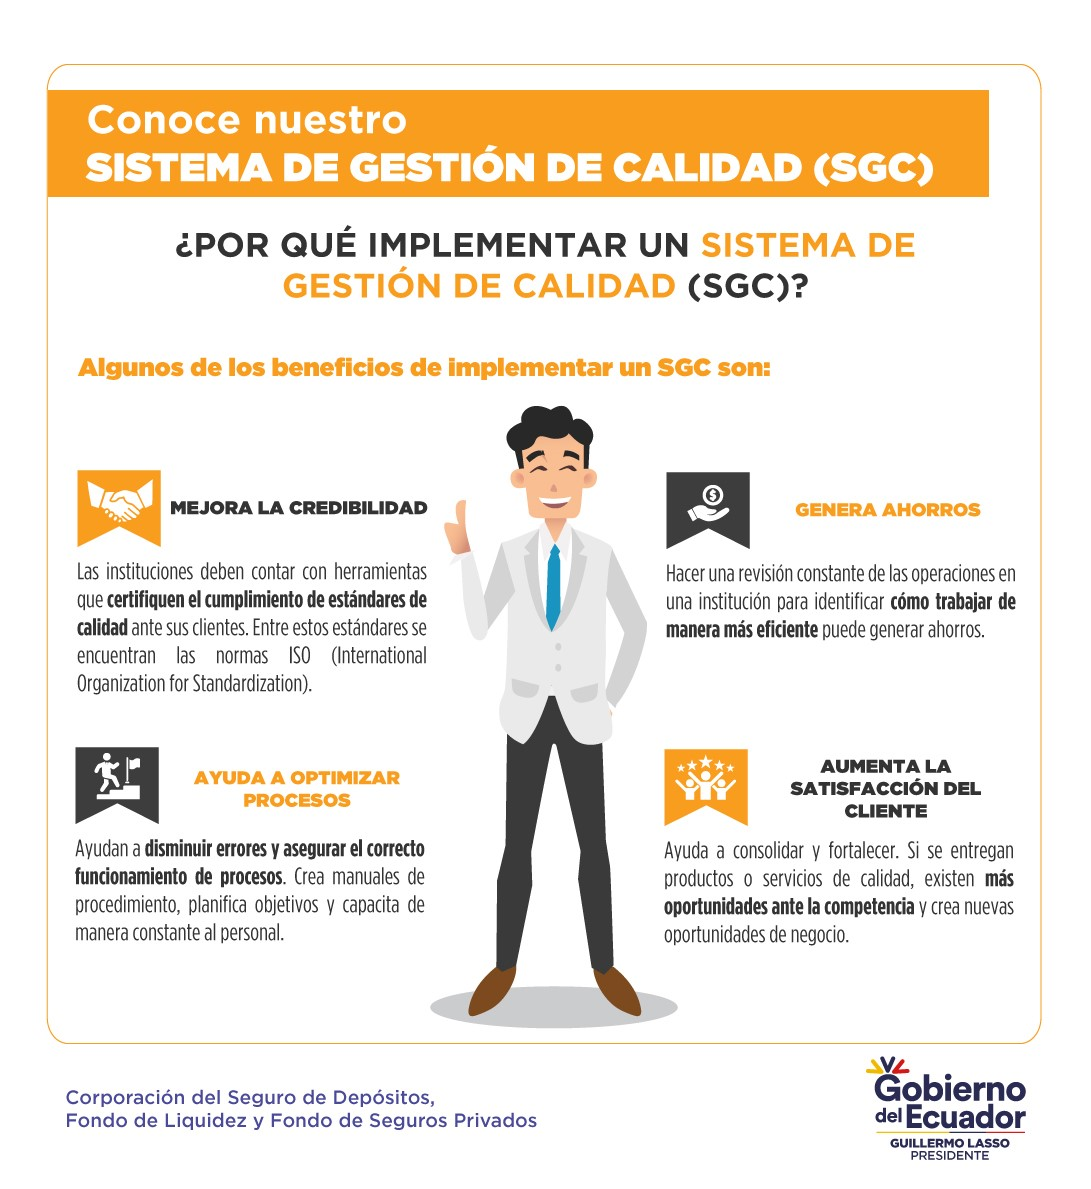 Conoce nuestro
SISTEMA DE GESTIÓN DE CALIDAD (SGC)
¿POR QUÉ IMPLEMENTAR UN SISTEMA DE
GESTIÓN DE CALIDAD (SGC)?
Algunos de los beneficios de implementar un SGC son:
MEJORA LA CREDIBILIDAD
Las instituciones deben contar con herramientas
que certifiquen el cumplimiento de estándares de
calidad ante sus clientes. Entre estos estándares se
encuentran las normas ISO (International
Organization for Standardization).
GENERA AHORROS
Hacer una revisión constante de las operaciones en
una institución para identificar cómo trabajar de
manera más eficiente puede generar ahorros.
AYUDA A OPTIMIZAR
PROCESOS
Ayudan a disminuir errores y asegurar el correcto
funcionamiento de procesos. Crea manuales de
procedimiento, planifica objetivos y capacita de
manera constante al personal.
AUMENTA LA
SATISFACCIÓN DEL
CLIENTE
Ayuda a consolidar y fortalecer. Si se entregan
productos o servicios de calidad, existen más
oportunidades ante la competencia y crea nuevas
oportunidades de negocio.
Corporación del Seguro de Depósitos,
Fondo de Liquidez y Fondo de Seguros Privados
Gobierno
del Ecuador
GUILLERMO LASSO
PRESIDENTE